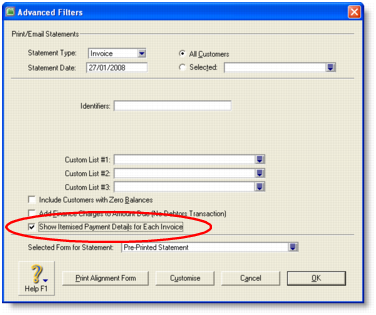 Advanced Filters
Print/Email Statements
Statement Type: Invoice All Customers
Statement Date: 27/01/2008 Selected:
Identifiers:
Custom List #1:
Custom List #2:
Custom List #3:
Include Customers with Zero Balances
Add Finance Charges to Amount Due (No Debtors Transaction)
Show Itemised Payment Details for Each Invoice
Selected Form for Statement: Pre-Printed Statement
Help F1 Print Alignment Form Customise Cancel OK